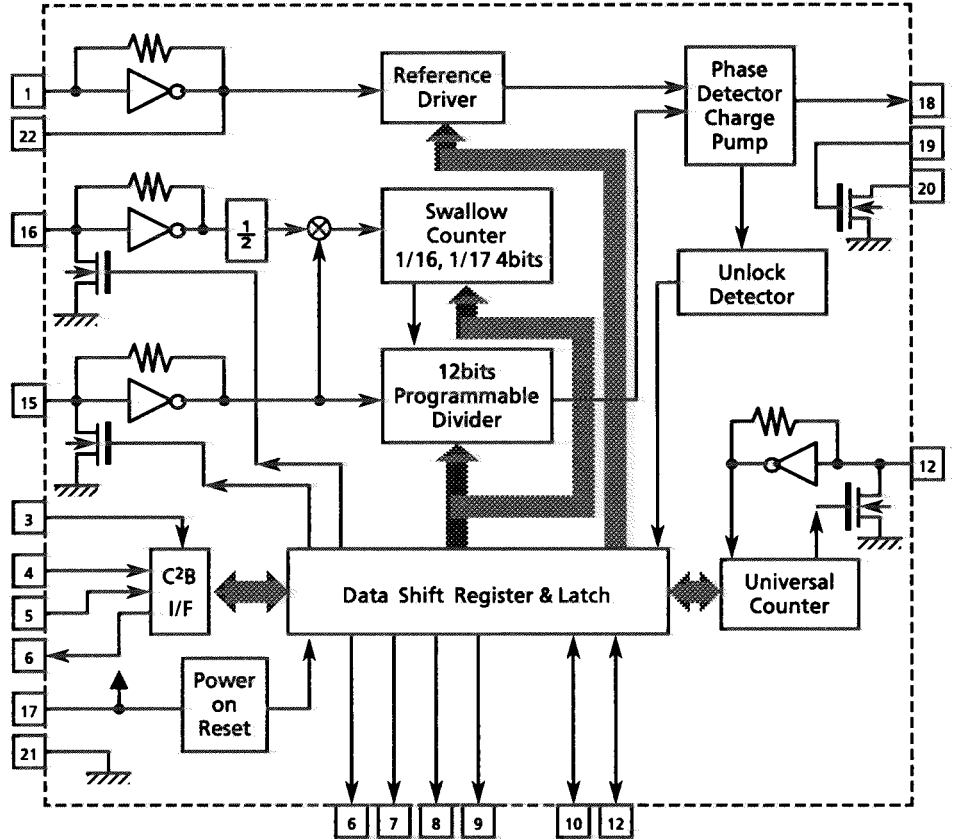 1
Reference
Driver
Phase
Detector
Charge
Pump
18
22
19
20
16
1/2
Swallow
Counter
1/16, 1/17 4bits
Unlock
Detector
15
12bits
Programmable
Divider
12
3
4
C²B
I/F
5
6
Data Shift Register & Latch
Universal
Counter
17
Power
on
Reset
21
6
7
8
9
10
12